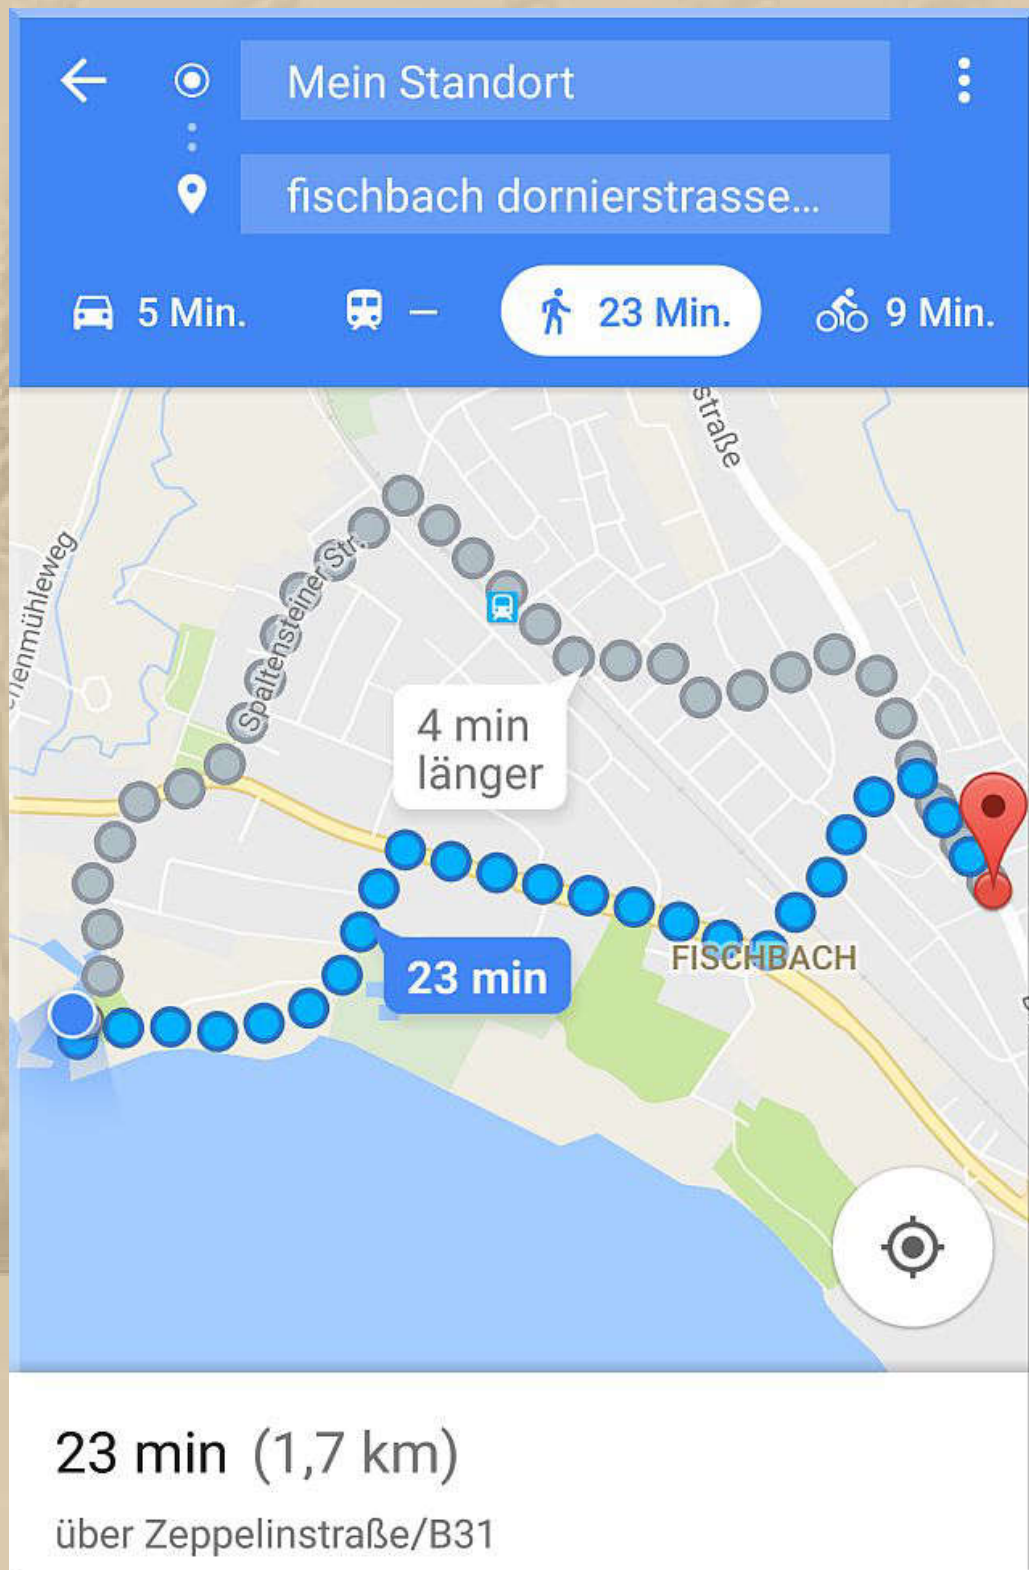 Mein Standort
fischbach dornierstrasse...
5 Min.
—
23 Min.
9 Min.
straße
Spaltensteiner Str.
4 min
länger
23 min
FISCHBACH
23 min (1,7 km)
über Zeppelinstraße/B31